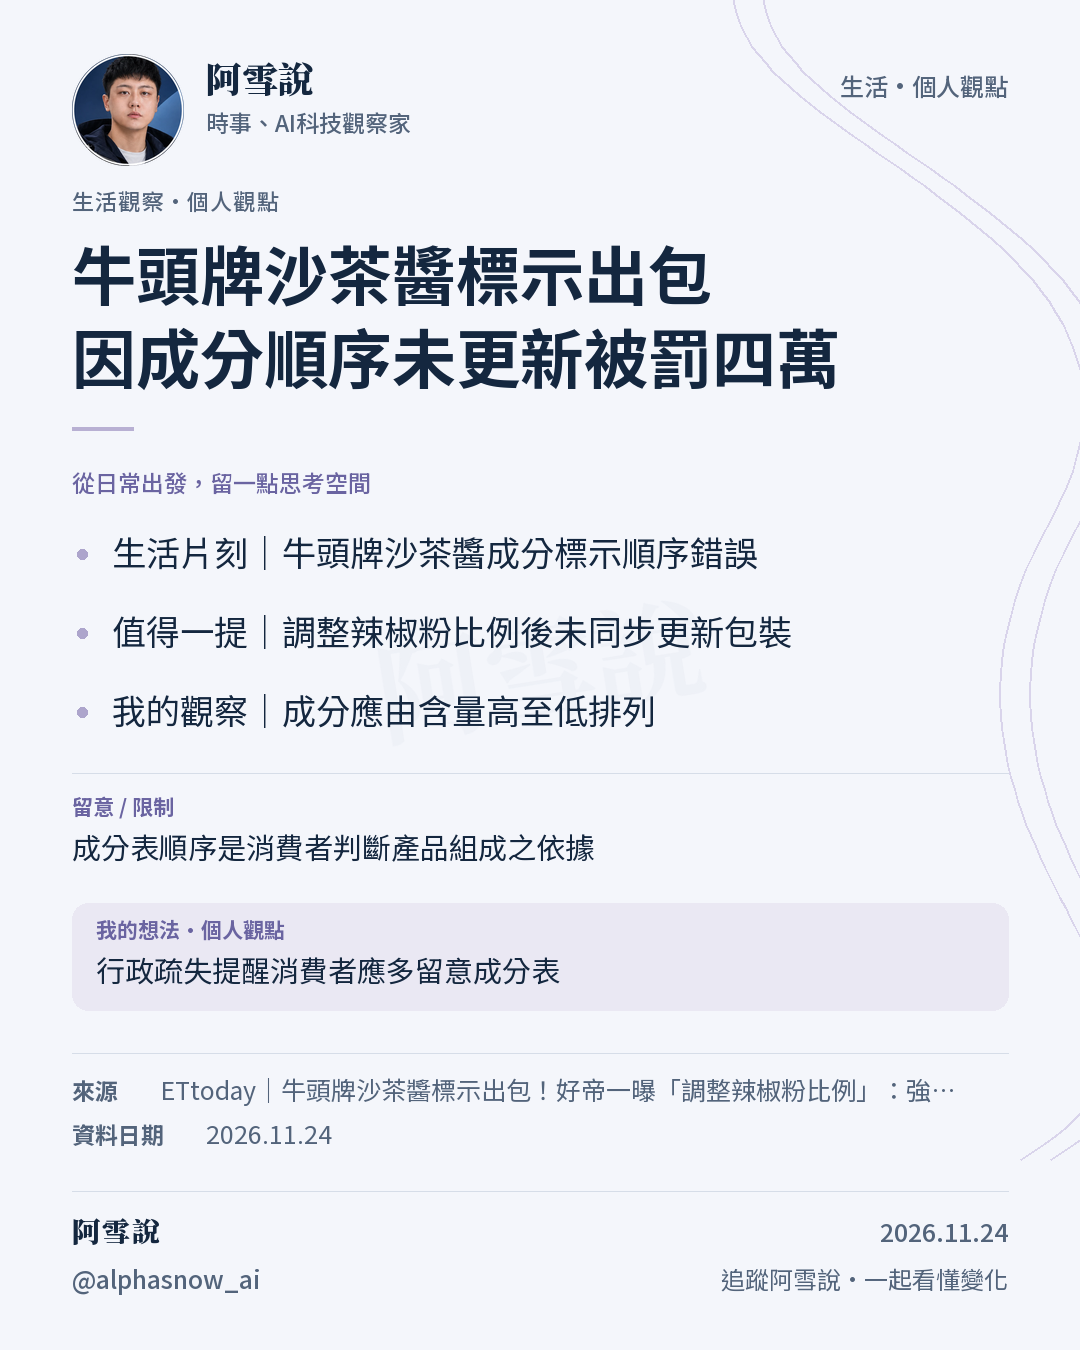 阿雪說
時事、AI科技觀察家
生活・個人觀點
生活觀察・個人觀點
牛頭牌沙茶醬標示出包
因成分順序未更新被罰四萬
從日常出發，留一點思考空間
生活片刻｜牛頭牌沙茶醬成分標示順序錯誤
值得一提｜調整辣椒粉比例後未同步更新包裝
我的觀察｜成分應由含量高至低排列
阿雪說
留意 / 限制
成分表順序是消費者判斷產品組成之依據
我的想法・個人觀點
行政疏失提醒消費者應多留意成分表
來源 ETtoday｜牛頭牌沙茶醬標示出包！好帝一曝「調整辣椒粉比例」：強…
資料日期 2026.11.24
阿雪說
2026.11.24
@alphasnow_ai
追蹤阿雪說・一起看懂變化